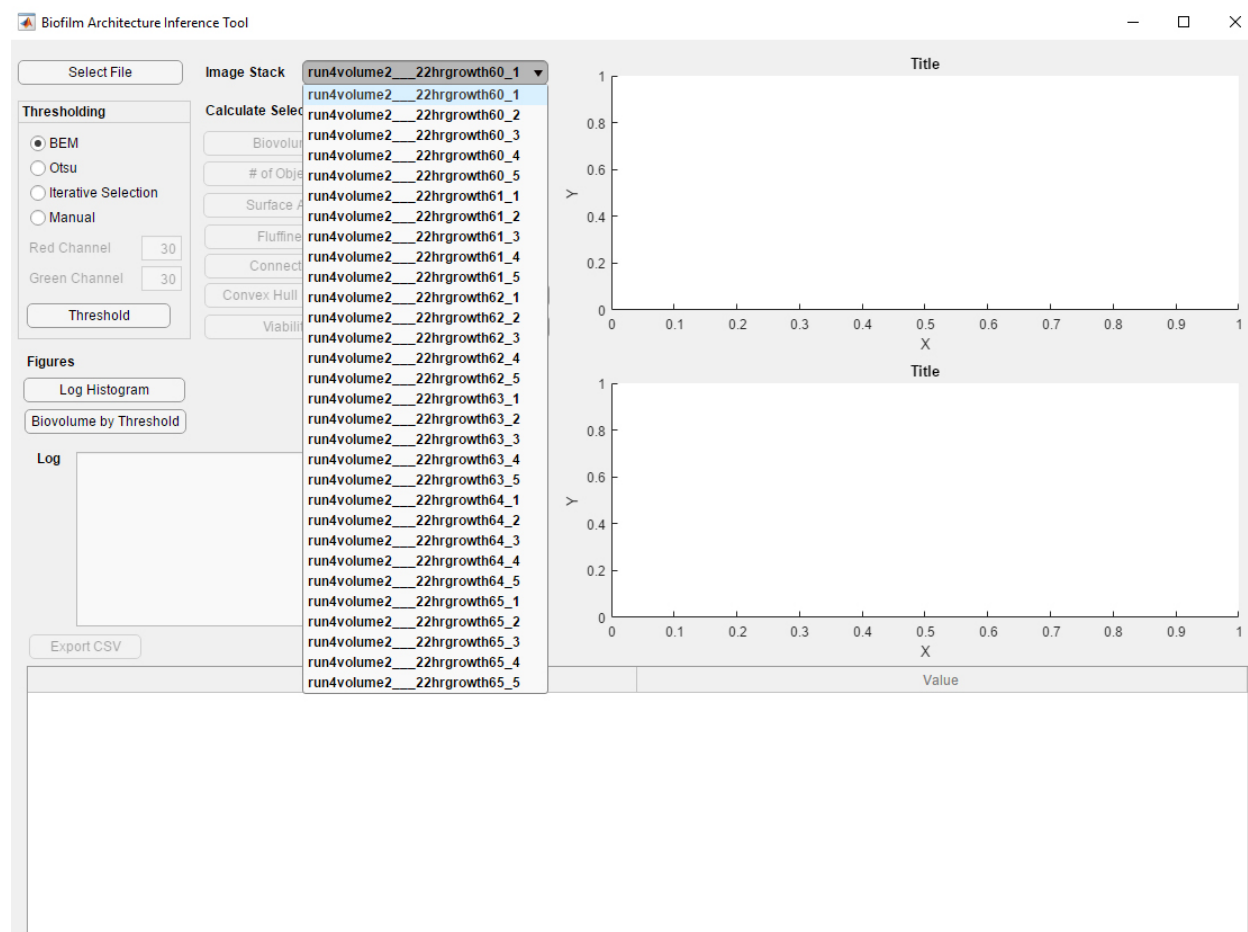 Biofilm Architecture Inference Tool
Select File
Image Stack
run4volume2___22hrgrowth60_1
run4volume2___22hrgrowth60_1
run4volume2___22hrgrowth60_2
run4volume2___22hrgrowth60_3
run4volume2___22hrgrowth60_4
run4volume2___22hrgrowth60_5
run4volume2___22hrgrowth61_1
run4volume2___22hrgrowth61_2
run4volume2___22hrgrowth61_3
run4volume2___22hrgrowth61_4
run4volume2___22hrgrowth61_5
run4volume2___22hrgrowth62_1
run4volume2___22hrgrowth62_2
run4volume2___22hrgrowth62_3
run4volume2___22hrgrowth62_4
run4volume2___22hrgrowth62_5
run4volume2___22hrgrowth63_1
run4volume2___22hrgrowth63_2
run4volume2___22hrgrowth63_3
run4volume2___22hrgrowth63_4
run4volume2___22hrgrowth63_5
run4volume2___22hrgrowth64_1
run4volume2___22hrgrowth64_2
run4volume2___22hrgrowth64_3
run4volume2___22hrgrowth64_4
run4volume2___22hrgrowth64_5
run4volume2___22hrgrowth65_1
run4volume2___22hrgrowth65_2
run4volume2___22hrgrowth65_3
run4volume2___22hrgrowth65_4
run4volume2___22hrgrowth65_5
Thresholding
BEM
Otsu
Iterative Selection
Manual
Red Channel 30
Green Channel 30
Threshold
Calculate Selec
Biovolu
# of Obje
Surface A
Fluffine
Connect
Convex Hull
Viabilit
Figures
Log Histogram
Biovolume by Threshold
Log
Export CSV
Title
1
0.8
0.6
0.4
0.2
0
Y
0 0.1 0.2 0.3 0.4 0.5 0.6 0.7 0.8 0.9 1
X
Title
1
0.8
0.6
0.4
0.2
0
Y
0 0.1 0.2 0.3 0.4 0.5 0.6 0.7 0.8 0.9 1
X
Value